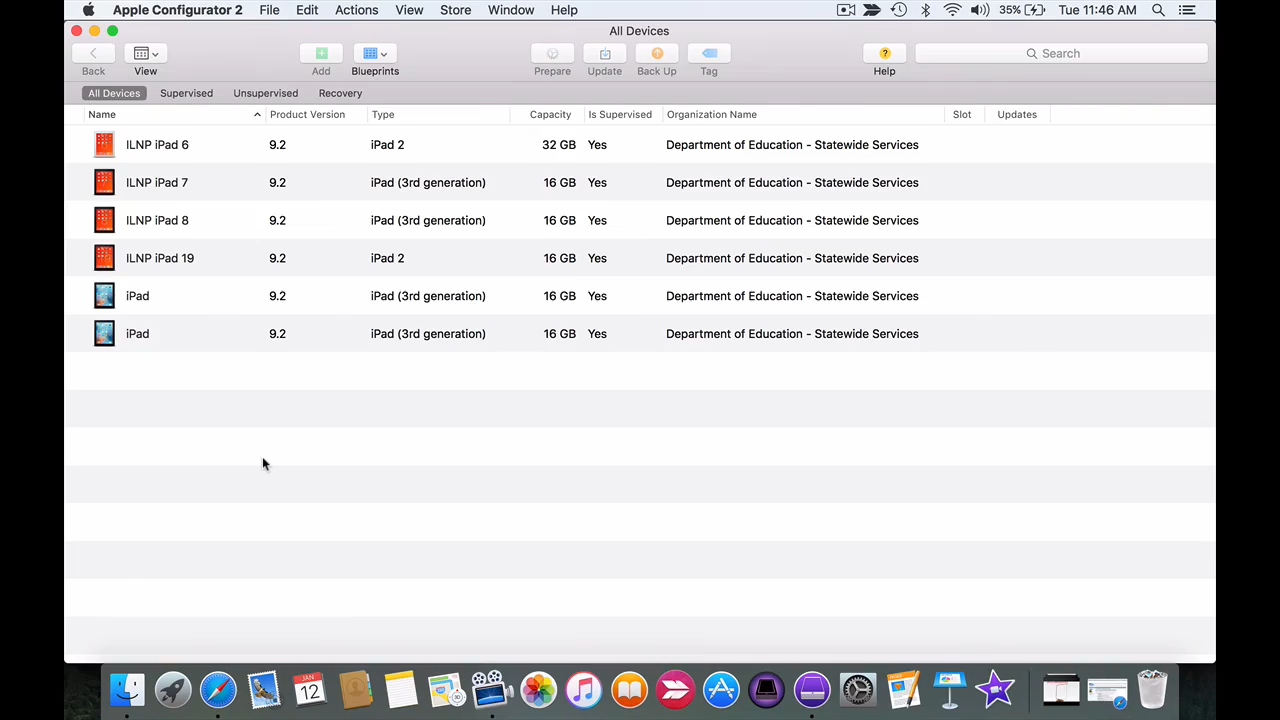 Apple Configurator 2 File Edit Actions View Store Window Help 35% Tue 11:46 AM
All Devices
Back View Add Blueprints Prepare Update Back Up Tag ? Help Search
All Devices Supervised Unsupervised Recovery
Name Product Version Type Capacity Is Supervised Organization Name Slot Updates
ILNP iPad 6 9.2 iPad 2 32 GB Yes Department of Education - Statewide Services
ILNP iPad 7 9.2 iPad (3rd generation) 16 GB Yes Department of Education - Statewide Services
ILNP iPad 8 9.2 iPad (3rd generation) 16 GB Yes Department of Education - Statewide Services
ILNP iPad 19 9.2 iPad 2 16 GB Yes Department of Education - Statewide Services
iPad 9.2 iPad (3rd generation) 16 GB Yes Department of Education - Statewide Services
iPad 9.2 iPad (3rd generation) 16 GB Yes Department of Education - Statewide Services
JAN
12